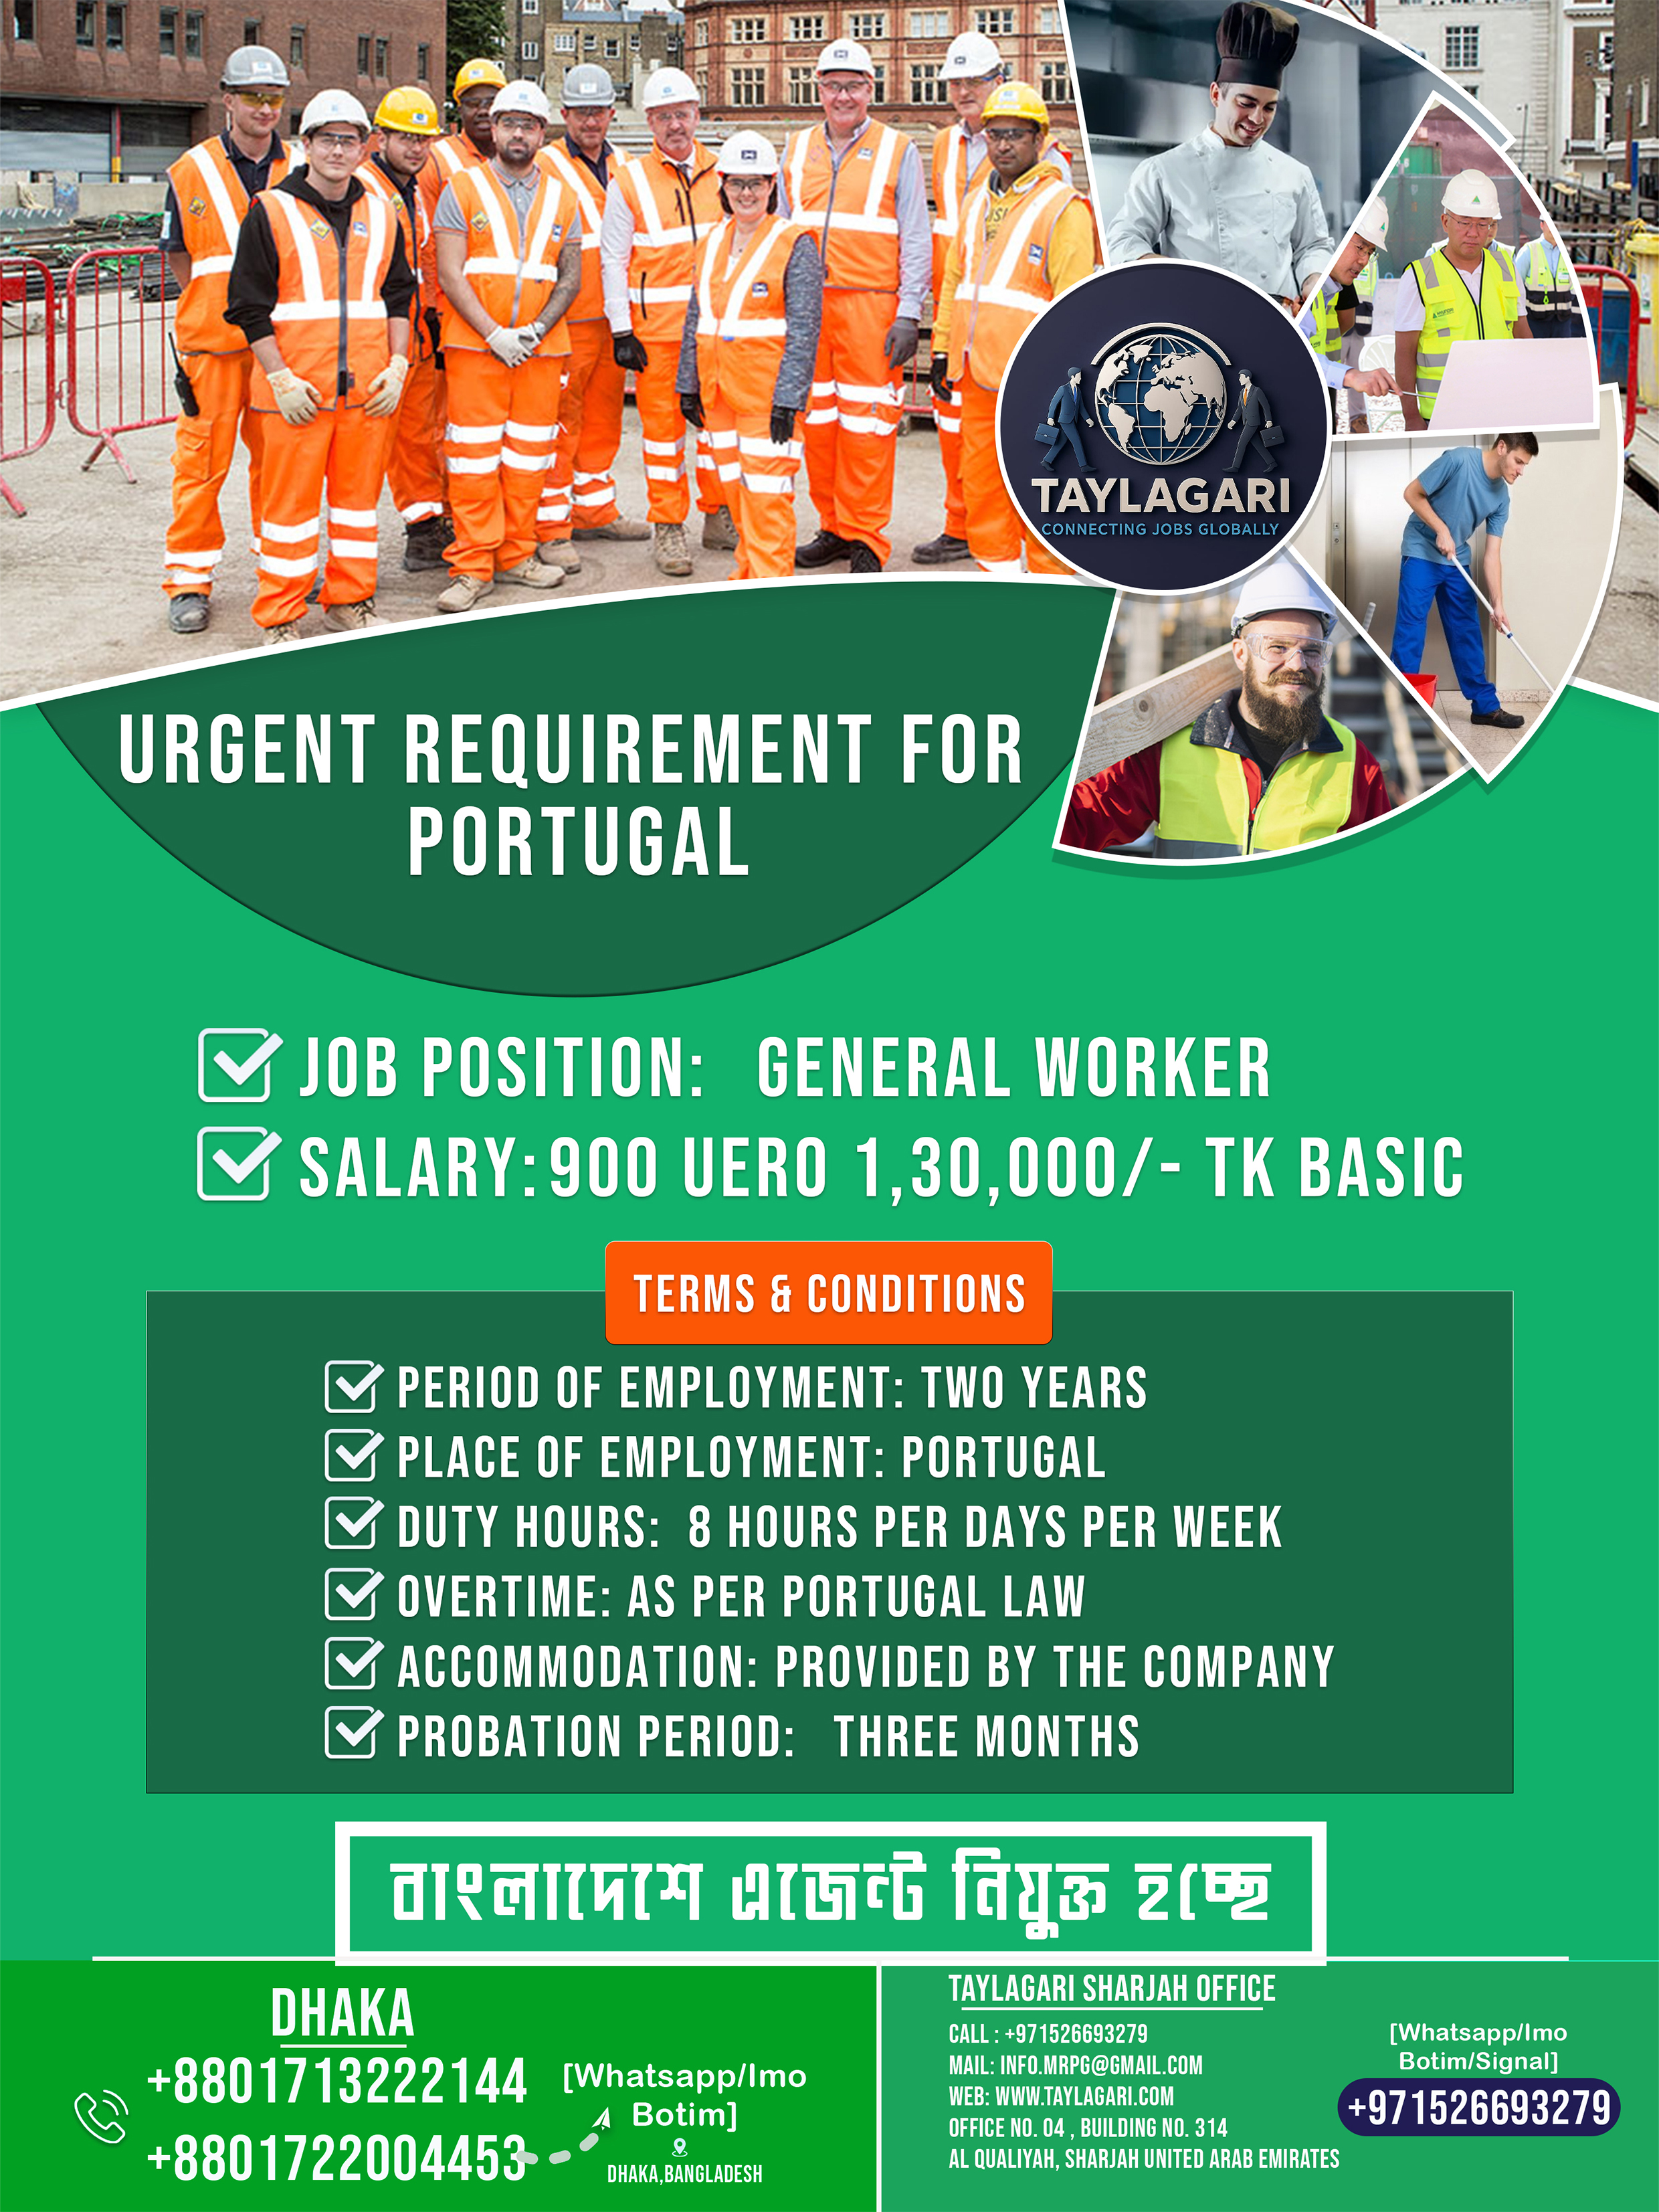 TAYLAGARI
CONNECTING JOBS GLOBALLY
URGENT REQUIREMENT FOR
PORTUGAL
JOB POSITION: GENERAL WORKER
SALARY: 900 UERO 1,30,000/- TK BASIC
TERMS & CONDITIONS
PERIOD OF EMPLOYMENT: TWO YEARS
PLACE OF EMPLOYMENT: PORTUGAL
DUTY HOURS: 8 HOURS PER DAYS PER WEEK
OVERTIME: AS PER PORTUGAL LAW
ACCOMMODATION: PROVIDED BY THE COMPANY
PROBATION PERIOD: THREE MONTHS
বাংলাদেশে এজেন্ট নিযুক্ত হচ্ছে
DHAKA
+8801713222144
+8801722004453
[Whatsapp/Imo
Botim]
DHAKA,BANGLADESH
TAYLAGARI SHARJAH OFFICE
CALL : +971526693279
MAIL: INFO.MRPG@GMAIL.COM
WEB: WWW.TAYLAGARI.COM
OFFICE NO. 04 , BUILDING NO. 314
AL QUALIYAH, SHARJAH UNITED ARAB EMIRATES
[Whatsapp/Imo
Botim/Signal]
+971526693279